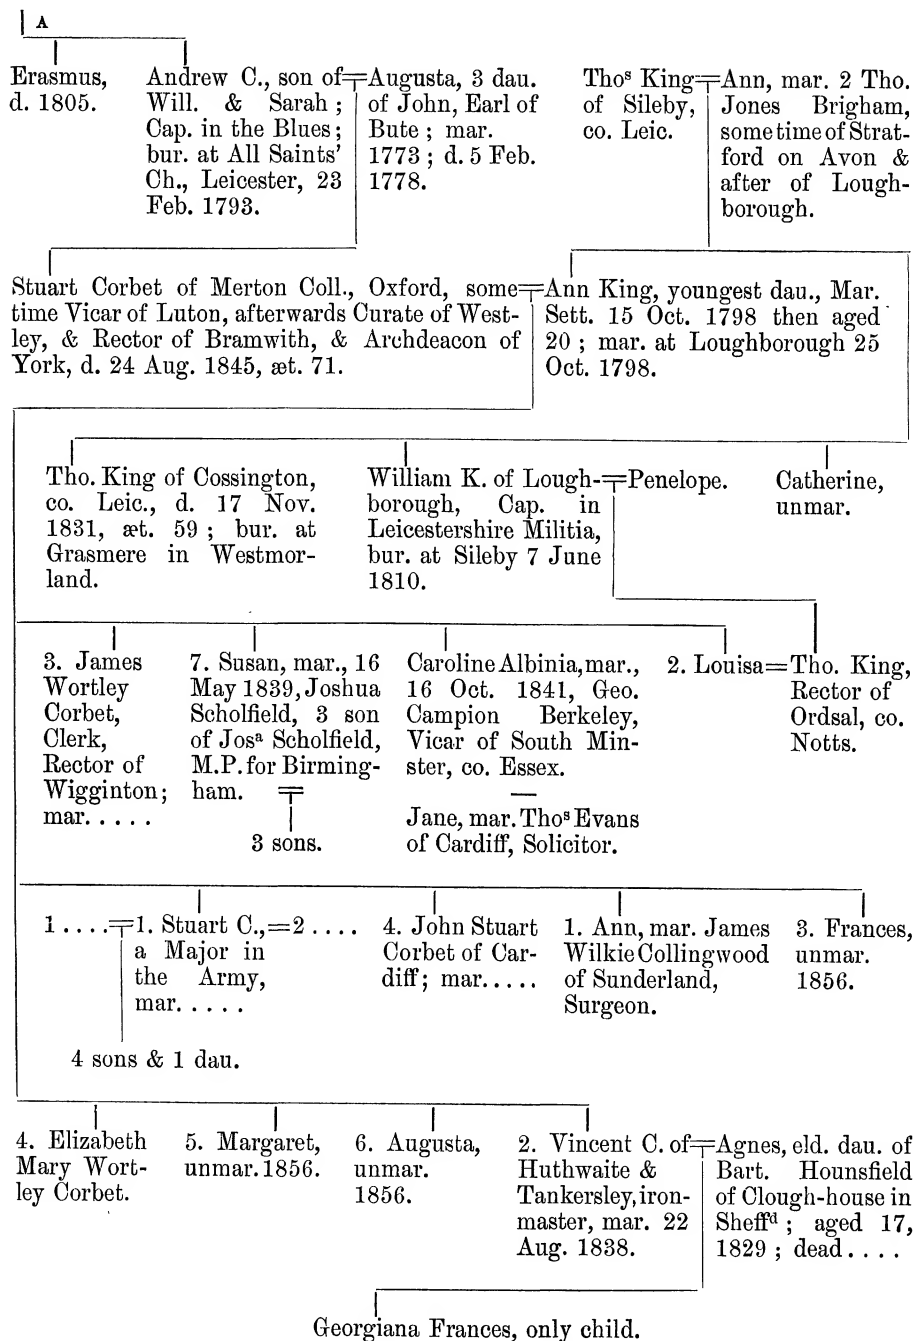 A
Erasmus,
d. 1805.
Andrew C., son of
Will. & Sarah ;
Cap. in the Blues ;
bur. at All Saints'
Ch., Leicester, 23
Feb. 1793.
Augusta, 3 dau.
of John, Earl of
Bute ; mar.
1773 ; d. 5 Feb.
1778.
Thoˢ King
of Sileby,
co. Leic.
Ann, mar. 2 Tho.
Jones Brigham,
some time of Strat-
ford on Avon &
after of Lough-
borough.
Stuart Corbet of Merton Coll., Oxford, some
time Vicar of Luton, afterwards Curate of West-
ley, & Rector of Bramwith, & Archdeacon of
York, d. 24 Aug. 1845, æt. 71.
Ann King, youngest dau., Mar.
Sett. 15 Oct. 1798 then aged
20 ; mar. at Loughborough 25
Oct. 1798.
Tho. King of Cossington,
co. Leic., d. 17 Nov.
1831, æt. 59 ; bur. at
Grasmere in Westmor-
land.
William K. of Lough-
borough, Cap. in
Leicestershire Militia,
bur. at Sileby 7 June
1810.
Penelope.
Catherine,
unmar.
3. James
Wortley
Corbet,
Clerk,
Rector of
Wigginton;
mar. . . . .
7. Susan, mar., 16
May 1839, Joshua
Scholfield, 3 son
of Josᵃ Scholfield,
M.P. for Birming-
ham.
3 sons.
Caroline Albinia, mar.,
16 Oct. 1841, Geo.
Campion Berkeley,
Vicar of South Min-
ster, co. Essex.
—
Jane, mar. Thoˢ Evans
of Cardiff, Solicitor.
2. Louisa=
Tho. King,
Rector of
Ordsal, co.
Notts.
1 . . . .
1. Stuart C.,=2 . . . .
a Major in
the Army,
mar. . . . .
4 sons & 1 dau.
4. John Stuart
Corbet of Car-
diff; mar. . . . .
1. Ann, mar. James
Wilkie Collingwood
of Sunderland,
Surgeon.
3. Frances,
unmar.
1856.
4. Elizabeth
Mary Wort-
ley Corbet.
5. Margaret,
unmar. 1856.
6. Augusta,
unmar.
1856.
2. Vincent C. of
Huthwaite &
Tankersley, iron-
master, mar. 22
Aug. 1838.
Agnes, eld. dau. of
Bart. Hounsfield
of Clough-house in
Sheffᵈ ; aged 17,
1829 ; dead . . . .
Georgiana Frances, only child.